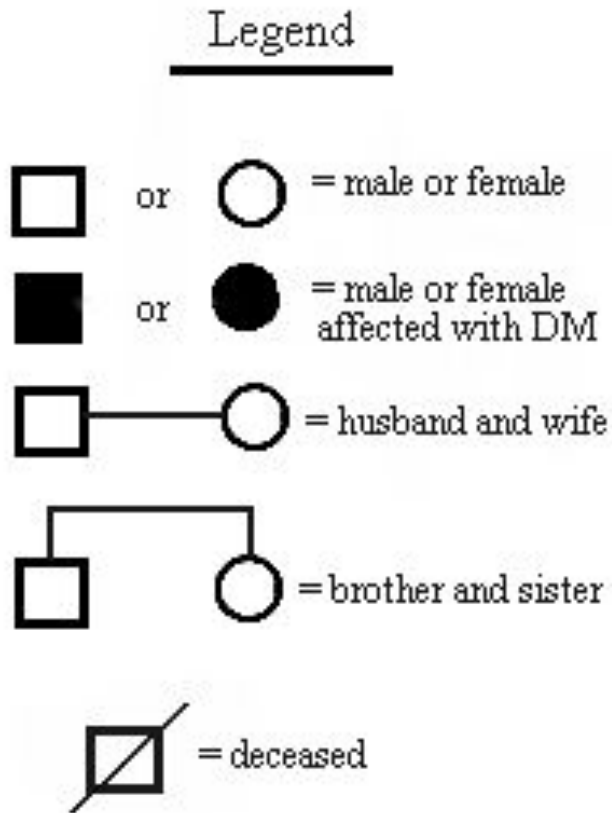 Legend
or = male or female
or = male or female
affected with DM
= husband and wife
= brother and sister
= deceased